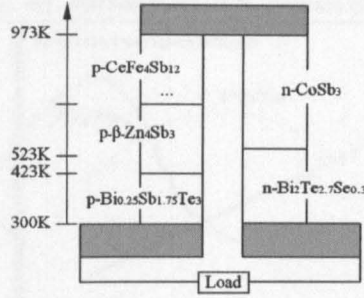 973K
p-CeFe4Sb12
n-CoSb3
...
p-β-Zn4Sb3
523K
423K
p-Bi0.25Sb1.75Te3
n-Bi2Te2.7Se0.3
300K
Load